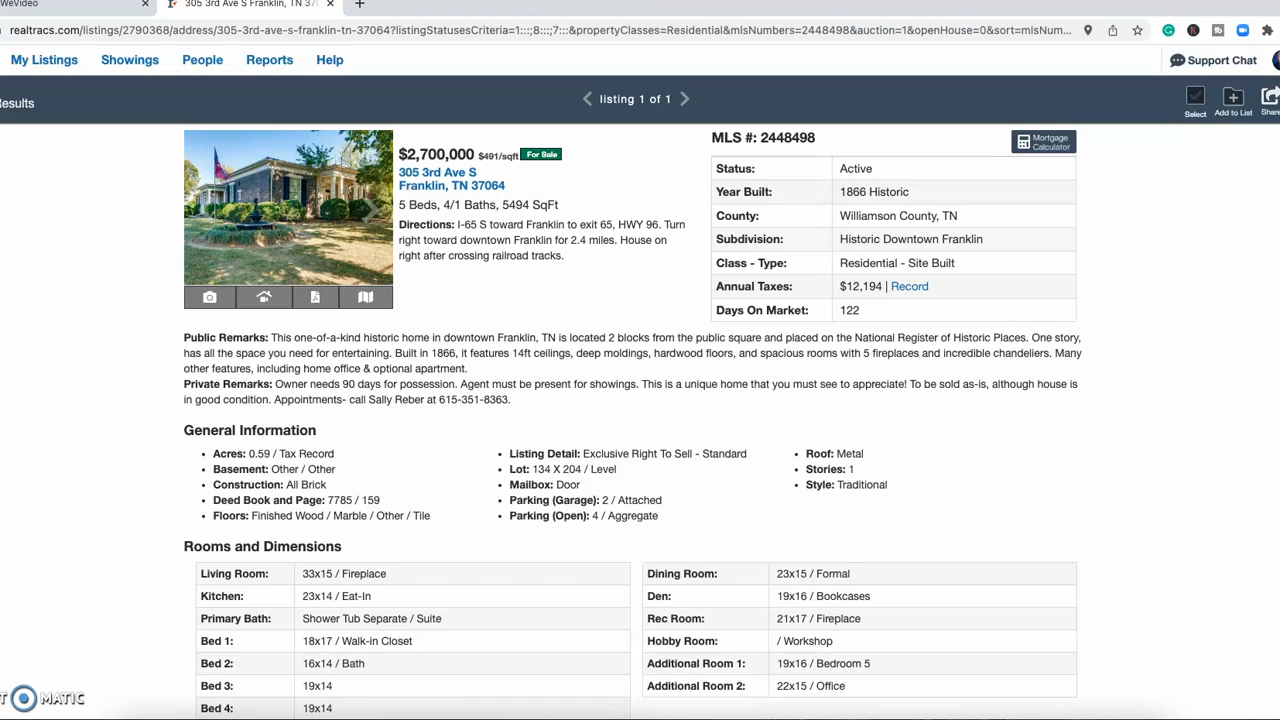 WeVideo
305 3rd Ave S Franklin, TN 370
realtracs.com/listings/2790368/address/305-3rd-ave-s-franklin-tn-37064?listingStatuserCriteria=1:::;8:::;7:::&propertyClasses=Residential&mlsNumbers=2448498&auction=1&openHouse=0&sort=mlsNum...
My Listings Showings People Reports Help
Support Chat
esults
listing 1 of 1
Select Add to List Share
$2,700,000 $491/sqft For Sale
305 3rd Ave S
Franklin, TN 37064
5 Beds, 4/1 Baths, 5494 SqFt
Directions: I-65 S toward Franklin to exit 65, HWY 96. Turn
right toward downtown Franklin for 2.4 miles. House on
right after crossing railroad tracks.
MLS #: 2448498
Mortgage
Calculator
Status: Active
Year Built: 1866 Historic
County: Williamson County, TN
Subdivision: Historic Downtown Franklin
Class - Type: Residential - Site Built
Annual Taxes: $12,194 | Record
Days On Market: 122
Public Remarks: This one-of-a-kind historic home in downtown Franklin, TN is located 2 blocks from the public square and placed on the National Register of Historic Places. One story,
has all the space you need for entertaining. Built in 1866, it features 14ft ceilings, deep moldings, hardwood floors, and spacious rooms with 5 fireplaces and incredible chandeliers. Many
other features, including home office & optional apartment.
Private Remarks: Owner needs 90 days for possession. Agent must be present for showings. This is a unique home that you must see to appreciate! To be sold as-is, although house is
in good condition. Appointments- call Sally Reber at 615-351-8363.
General Information
Acres: 0.59 / Tax Record
Basement: Other / Other
Construction: All Brick
Deed Book and Page: 7785 / 159
Floors: Finished Wood / Marble / Other / Tile
Listing Detail: Exclusive Right To Sell - Standard
Lot: 134 X 204 / Level
Mailbox: Door
Parking (Garage): 2 / Attached
Parking (Open): 4 / Aggregate
Roof: Metal
Stories: 1
Style: Traditional
Rooms and Dimensions
Living Room: 33x15 / Fireplace
Kitchen: 23x14 / Eat-In
Primary Bath: Shower Tub Separate / Suite
Bed 1: 18x17 / Walk-in Closet
Bed 2: 16x14 / Bath
Bed 3: 19x14
Bed 4: 19x14
Dining Room: 23x15 / Formal
Den: 19x16 / Bookcases
Rec Room: 21x17 / Fireplace
Hobby Room: / Workshop
Additional Room 1: 19x16 / Bedroom 5
Additional Room 2: 22x15 / Office
T MATIC